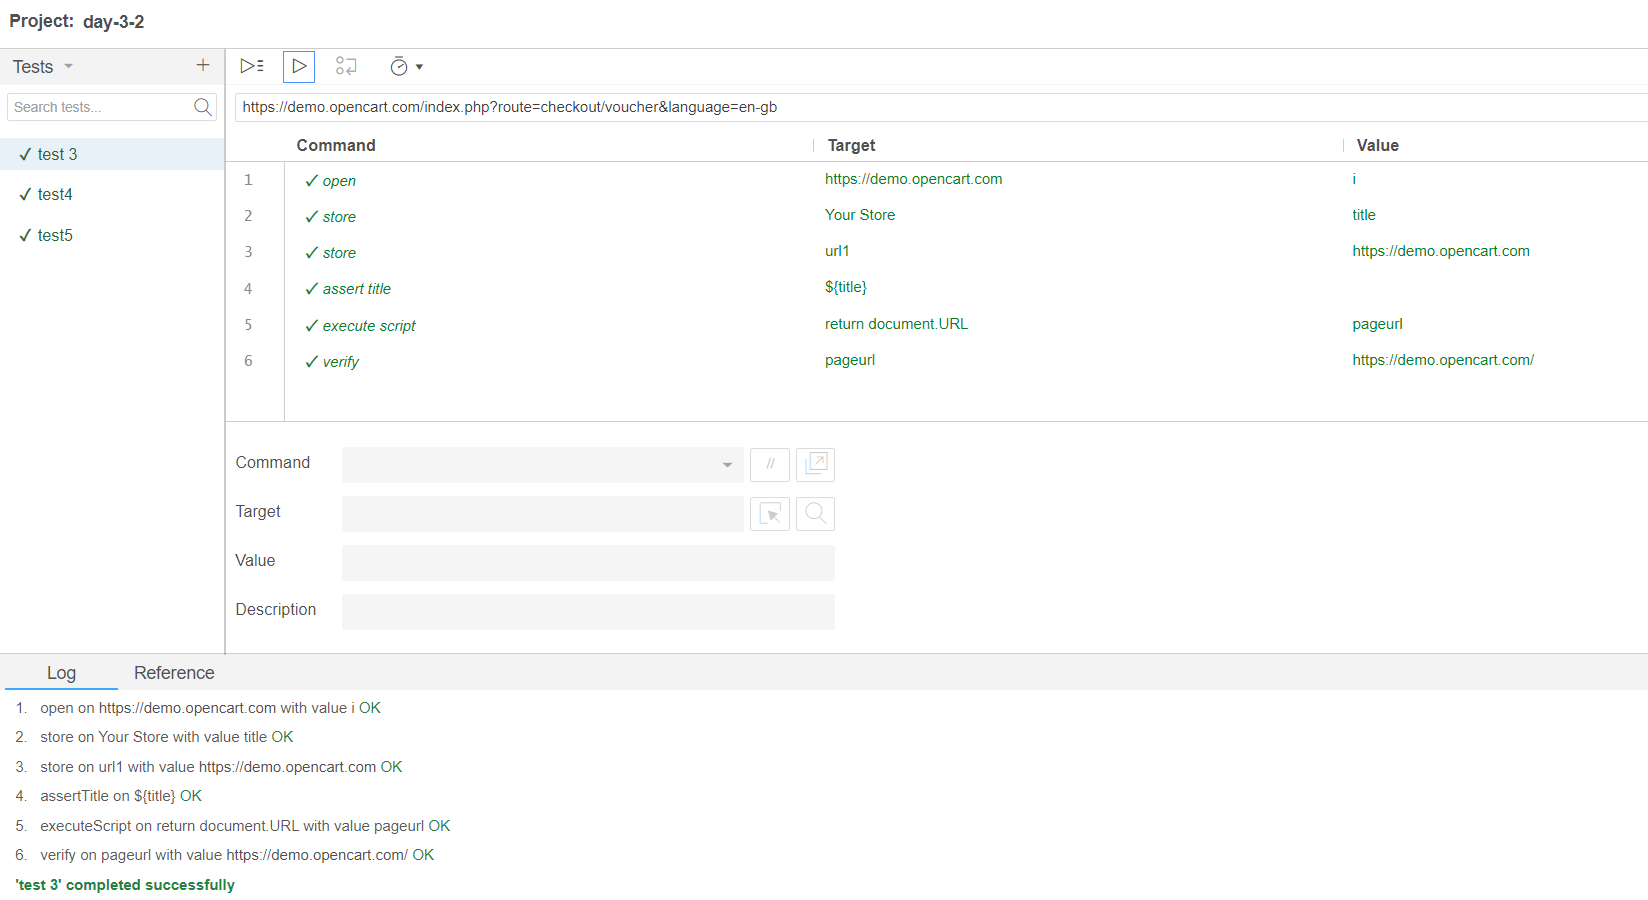 Project: day-3-2
Tests
+
Search tests...
https://demo.opencart.com/index.php?route=checkout/voucher&language=en-gb
Command Target Value
✓ test 3
✓ test4
✓ test5
1 ✓ open https://demo.opencart.com i
2 ✓ store Your Store title
3 ✓ store url1 https://demo.opencart.com
4 ✓ assert title ${title}
5 ✓ execute script return document.URL pageurl
6 ✓ verify pageurl https://demo.opencart.com/
Command //
Target
Value
Description
Log Reference
1. open on https://demo.opencart.com with value i OK
2. store on Your Store with value title OK
3. store on url1 with value https://demo.opencart.com OK
4. assertTitle on ${title} OK
5. executeScript on return document.URL with value pageurl OK
6. verify on pageurl with value https://demo.opencart.com/ OK
'test 3' completed successfully